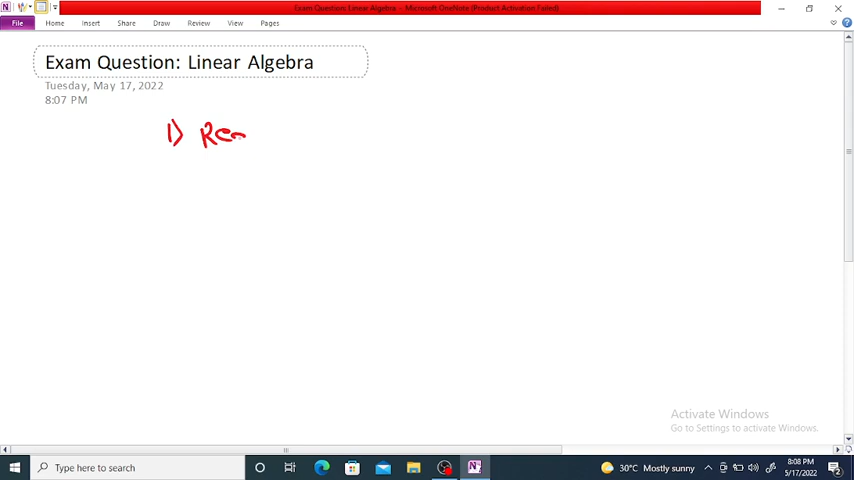 Exam Question: Linear Algebra – Microsoft OneNote (Product Activation Failed)
File Home Insert Share Draw Review View Pages
Exam Question: Linear Algebra
Tuesday, May 17, 2022
8:07 PM
1) Rea
Activate Windows
Go to Settings to activate Windows.
Type here to search
30°C Mostly sunny
8:08 PM
5/17/2022
2